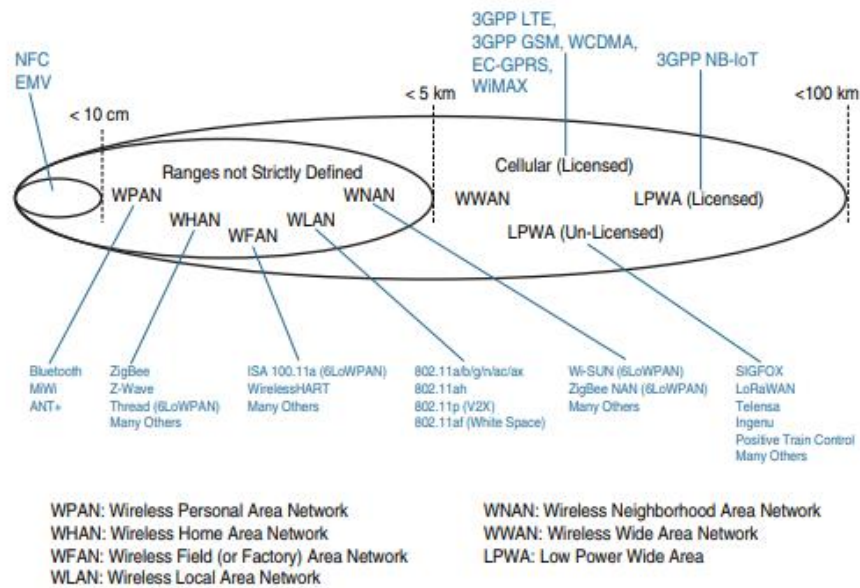 3GPP LTE,
3GPP GSM, WCDMA,
EC-GPRS,
WiMAX
3GPP NB-IoT
NFC
EMV
< 10 cm
< 5 km
<100 km
Ranges not Strictly Defined
Cellular (Licensed)
WPAN
WNAN
WWAN
LPWA (Licensed)
WHAN
WLAN
WFAN
LPWA (Un-Licensed)
Bluetooth
MiWi
ANT+
ZigBee
Z-Wave
Thread (6LoWPAN)
Many Others
ISA 100.11a (6LoWPAN)
WirelessHART
Many Others
802.11a/b/g/n/ac/ax
802.11ah
802.11p (V2X)
802.11af (White Space)
Wi-SUN (6LoWPAN)
ZigBee NAN (6LoWPAN)
Many Others
SIGFOX
LoRaWAN
Telensa
Ingenu
Positive Train Control
Many Others
WPAN: Wireless Personal Area Network
WHAN: Wireless Home Area Network
WFAN: Wireless Field (or Factory) Area Network
WLAN: Wireless Local Area Network
WNAN: Wireless Neighborhood Area Network
WWAN: Wireless Wide Area Network
LPWA: Low Power Wide Area